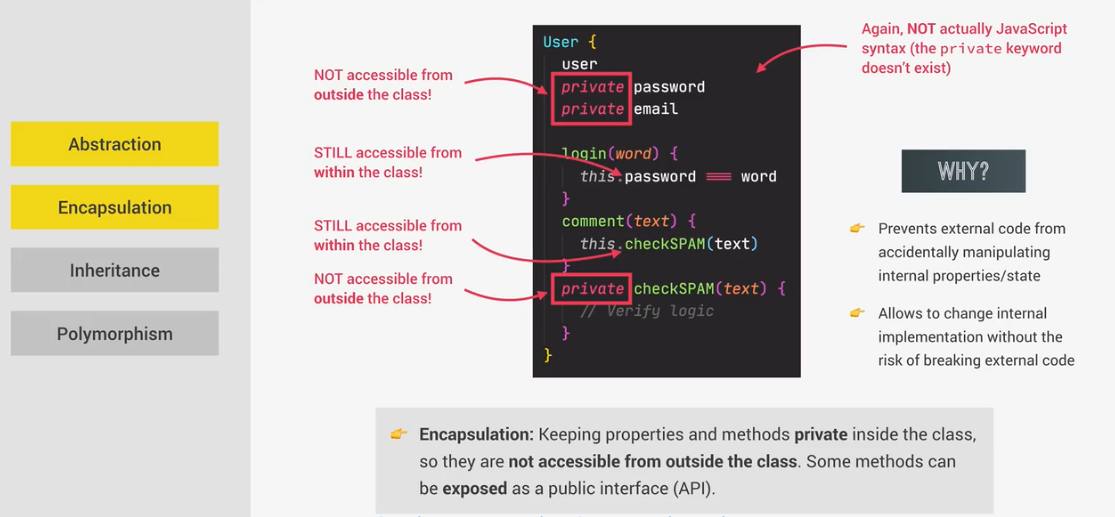 Abstraction
Encapsulation
Inheritance
Polymorphism
NOT accessible from
outside the class!
STILL accessible from
within the class!
STILL accessible from
within the class!
NOT accessible from
outside the class!
User {
user
private password
private email
login(word) {
this.password === word
}
comment(text) {
this.checkSPAM(text)
}
private checkSPAM(text) {
// Verify logic
}
}
Again, NOT actually JavaScript
syntax (the private keyword
doesn't exist)
WHY?
👉 Prevents external code from
accidentally manipulating
internal properties/state
👉 Allows to change internal
implementation without the
risk of breaking external code
👉 Encapsulation: Keeping properties and methods private inside the class,
so they are not accessible from outside the class. Some methods can
be exposed as a public interface (API).